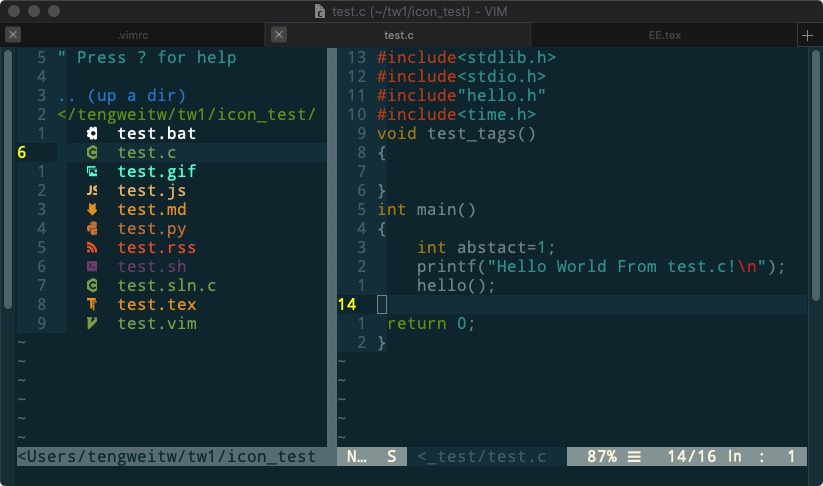 test.c (~/tw1/icon_test) - VIM
.vimrc
test.c
EE.tex
5 " Press ? for help
4
3 .. (up a dir)
2 </tengweitw/tw1/icon_test/
1 test.bat
6 test.c
1 test.gif
2 JS test.js
3 test.md
4 test.py
5 test.rss
6 test.sh
7 test.sln.c
8 test.tex
9 test.vim
~
~
~
~
~
~
<Users/tengweitw/tw1/icon_test
13 #include<stdlib.h>
12 #include<stdio.h>
11 #include"hello.h"
10 #include<time.h>
9 void test_tags()
8 {
7
6 }
5 int main()
4 {
3 int abstact=1;
2 printf("Hello World From test.c!\n");
1 hello();
14
1 return 0;
2 }
~
~
~
~
~
N… S <_test/test.c 87% ☰ 14/16 ln : 1